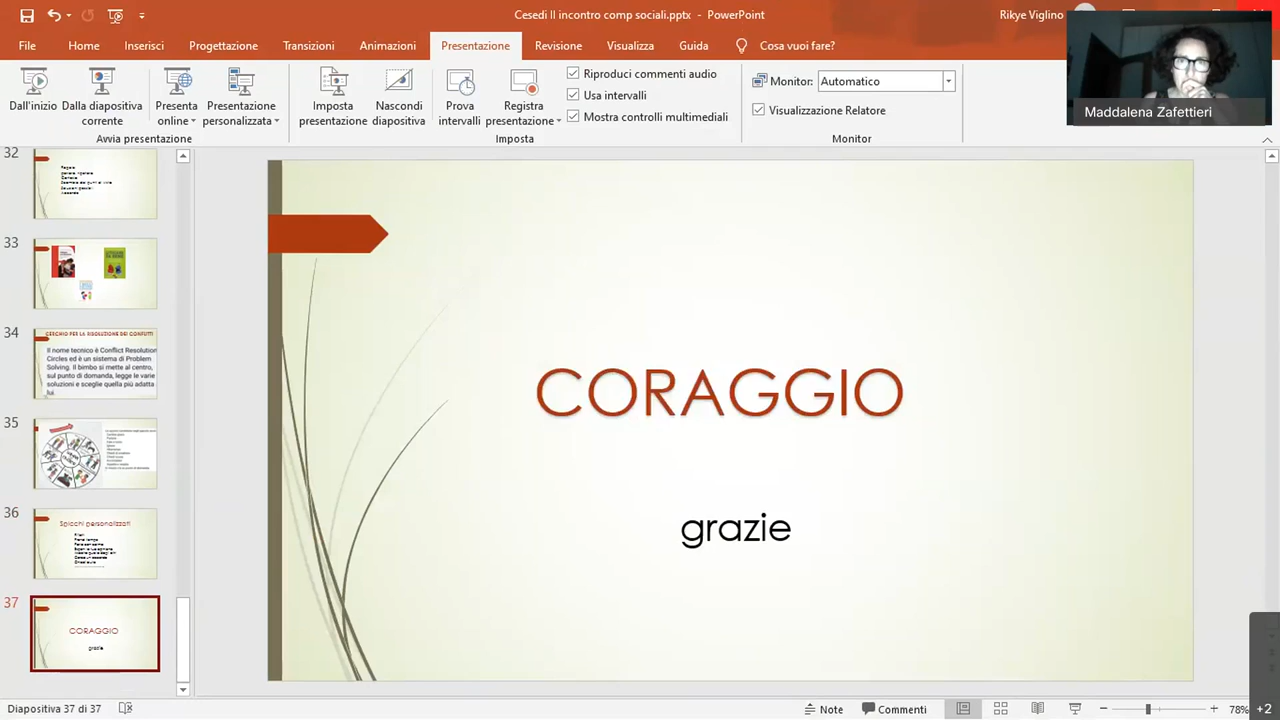 Cesedi II incontro comp sociali.pptx - PowerPoint
Rikye Viglino
File Home Inserisci Progettazione Transizioni Animazioni Presentazione Revisione Visualizza Guida Cosa vuoi fare?
Dall'inizio
Dalla diapositiva corrente
Presenta online
Presentazione personalizzata
Avvia presentazione
Imposta presentazione
Nascondi diapositiva
Prova intervalli
Registra presentazione
Riproduci commenti audio
Usa intervalli
Mostra controlli multimediali
Imposta
Monitor: Automatico
Visualizzazione Relatore
Monitor
Maddalena Zafettieri
32
33
34
CERCHIO PER LA RISOLUZIONE DEI CONFLITTI
Il nome tecnico è Conflict Resolution
Circles ed è un sistema di Problem
Solving. Il bimbo si mette al centro,
sul punto di domanda, legge le varie
soluzioni e sceglie quella più adatta a
lui.
35
36
Spicchi personalizzati
37
CORAGGIO
grazie
CORAGGIO
grazie
Diapositiva 37 di 37
Note
Commenti
78%
+2